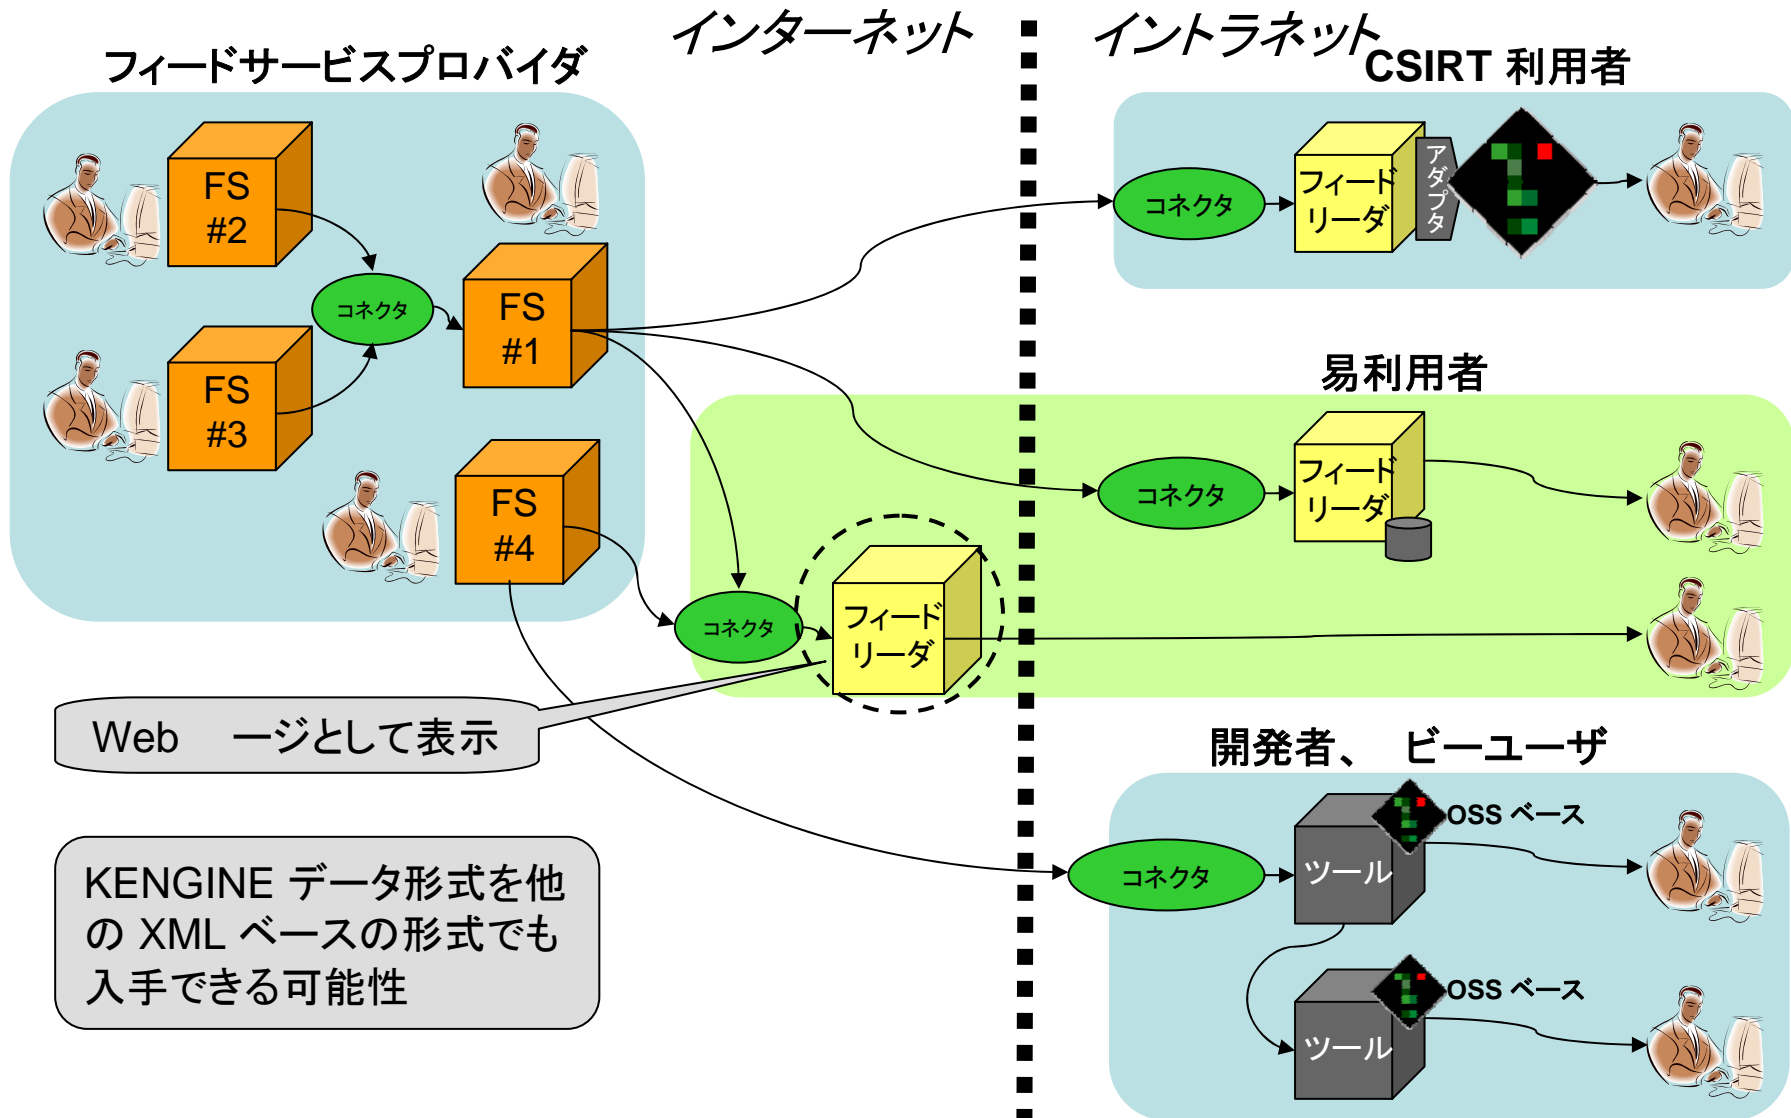 インターネット
イントラネット
フィードサービスプロバイダ
CSIRT 利用者
FS
#2
コネクタ
FS
#1
FS
#3
FS
#4
コネクタ
フィード
リーダ
アダプタ
易利用者
コネクタ
フィード
リーダ
コネクタ
フィード
リーダ
Web ージとして表示
開発者、 ビーユーザ
コネクタ
ツール
OSS ベース
ツール
OSS ベース
KENGINE データ形式を他
の XML ベースの形式でも
入手できる可能性